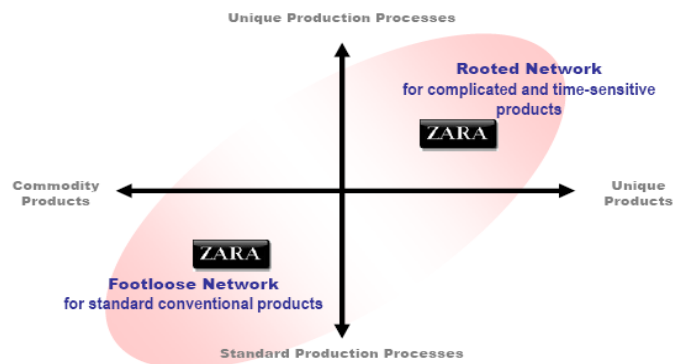 Unique Production Processes
Rooted Network
for complicated and time-sensitive
products
ZARA
Commodity
Products
Unique
Products
ZARA
Footloose Network
for standard conventional products
Standard Production Processes